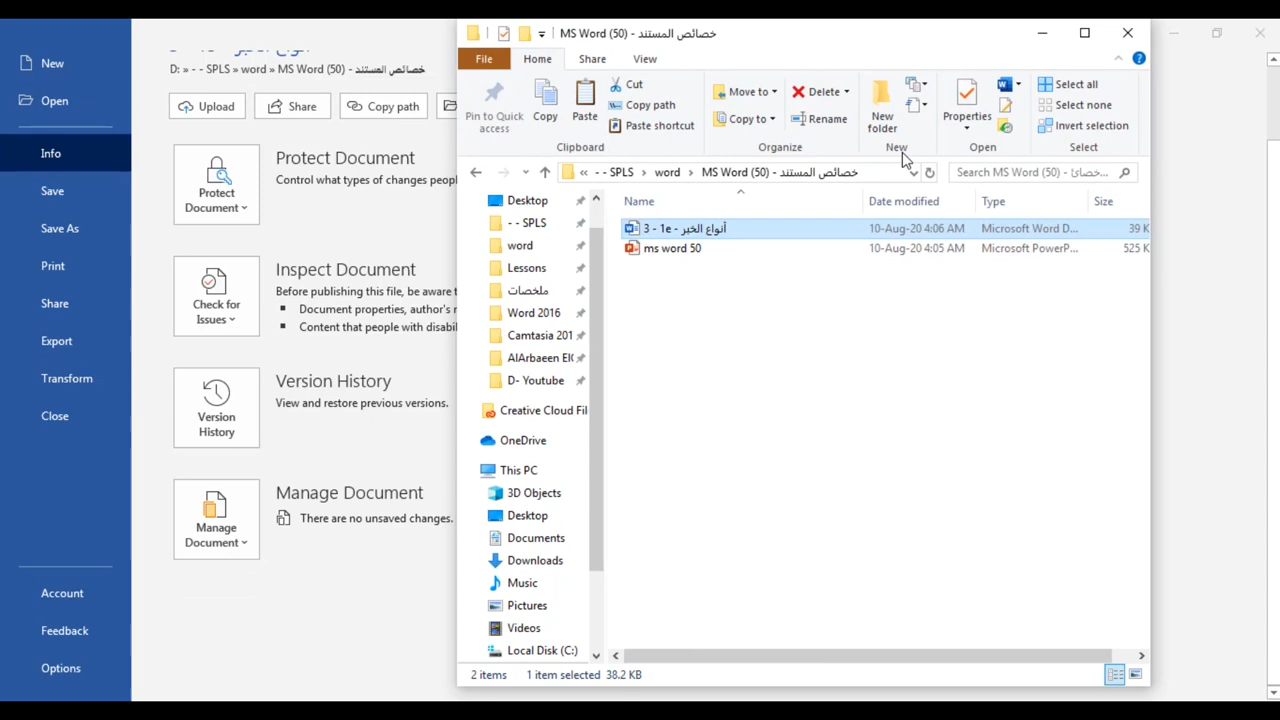 New
Open
Info
Save
Save As
Print
Share
Export
Transform
Close
Account
Feedback
Options
D: » - - SPLS » word » MS Word (50) - خصائص المستند
Upload
Share
Copy path
Protect Document
Protect Document
Control what types of changes peop
Check for Issues
Inspect Document
Before publishing this file, be aware t
Document properties, author's n
Content that people with disabil
Version History
Version History
View and restore previous versions.
Manage Document
Manage Document
There are no unsaved changes.
MS Word (50) - خصائص المستند
File
Home
Share
View
Pin to Quick access
Copy
Paste
Cut
Copy path
Paste shortcut
Clipboard
Move to
Copy to
Delete
Rename
Organize
New folder
New
Properties
Open
Select all
Select none
Invert selection
Select
« - - SPLS › word › MS Word (50) - خصائص المستند
Search MS Word (50) - خصائ...
Desktop
- - SPLS
word
Lessons
ملخصات
Word 2016
Camtasia 201
AlArbaeen EIC
D- Youtube
Creative Cloud Fil
OneDrive
This PC
3D Objects
Desktop
Documents
Downloads
Music
Pictures
Videos
Local Disk (C:)
Name Date modified Type Size
3 - 1e - أنواع الخبر 10-Aug-20 4:06 AM Microsoft Word D... 39 K
ms word 50 10-Aug-20 4:05 AM Microsoft PowerP... 525 K
2 items 1 item selected 38.2 KB